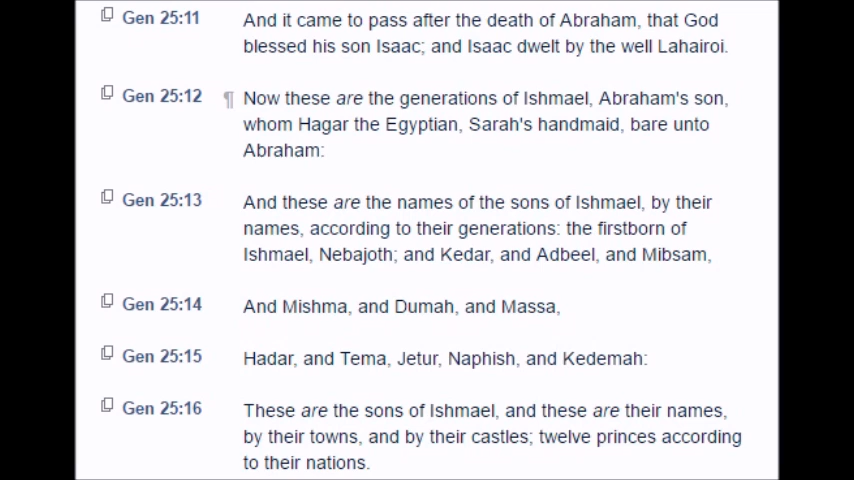 Gen 25:11 And it came to pass after the death of Abraham, that God
blessed his son Isaac; and Isaac dwelt by the well Lahairoi.
Gen 25:12 ¶ Now these are the generations of Ishmael, Abraham's son,
whom Hagar the Egyptian, Sarah's handmaid, bare unto
Abraham:
Gen 25:13 And these are the names of the sons of Ishmael, by their
names, according to their generations: the firstborn of
Ishmael, Nebajoth; and Kedar, and Adbeel, and Mibsam,
Gen 25:14 And Mishma, and Dumah, and Massa,
Gen 25:15 Hadar, and Tema, Jetur, Naphish, and Kedemah:
Gen 25:16 These are the sons of Ishmael, and these are their names,
by their towns, and by their castles; twelve princes according
to their nations.